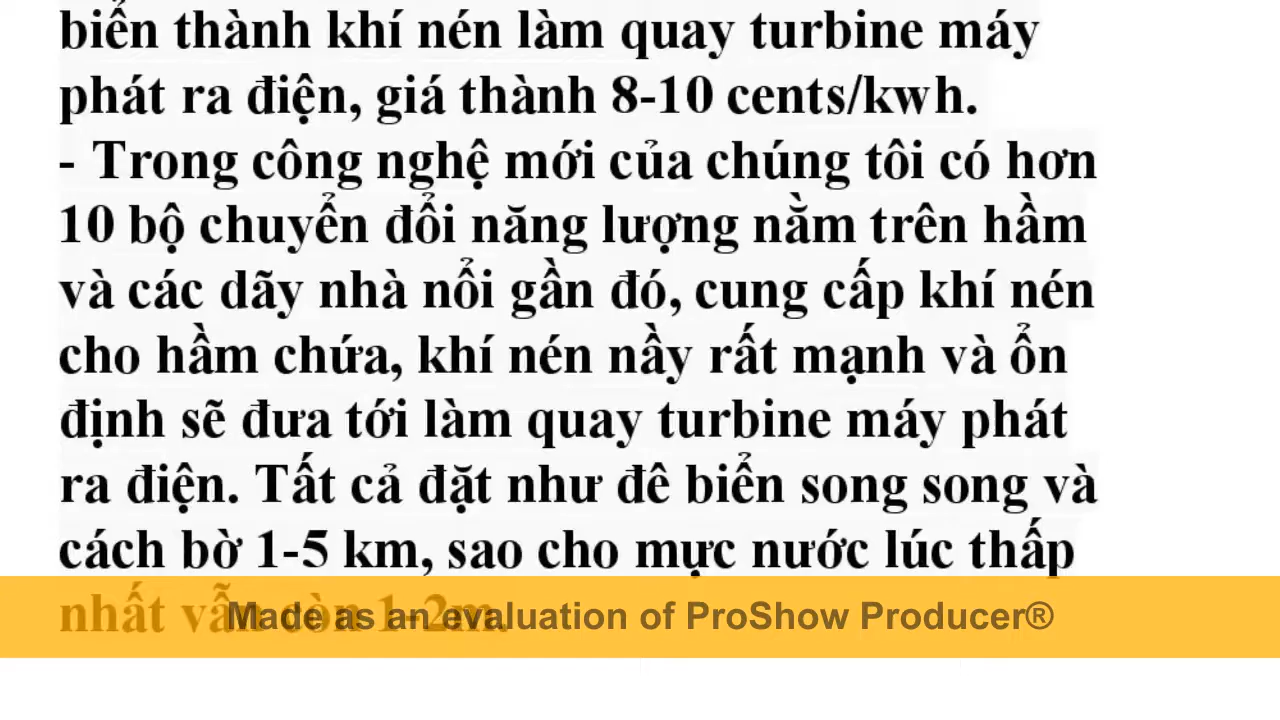 biển thành khí nén làm quay turbine máy
phát ra điện, giá thành 8-10 cents/kwh.
- Trong công nghệ mới của chúng tôi có hơn
10 bộ chuyển đổi năng lượng nằm trên hầm
và các dãy nhà nổi gần đó, cung cấp khí nén
cho hầm chứa, khí nén nầy rất mạnh và ổn
định sẽ đưa tới làm quay turbine máy phát
ra điện. Tất cả đặt như đê biển song song và
cách bờ 1-5 km, sao cho mực nước lúc thấp
nhất vẫn còn 1-2m.
Made as an evaluation of ProShow Producer®